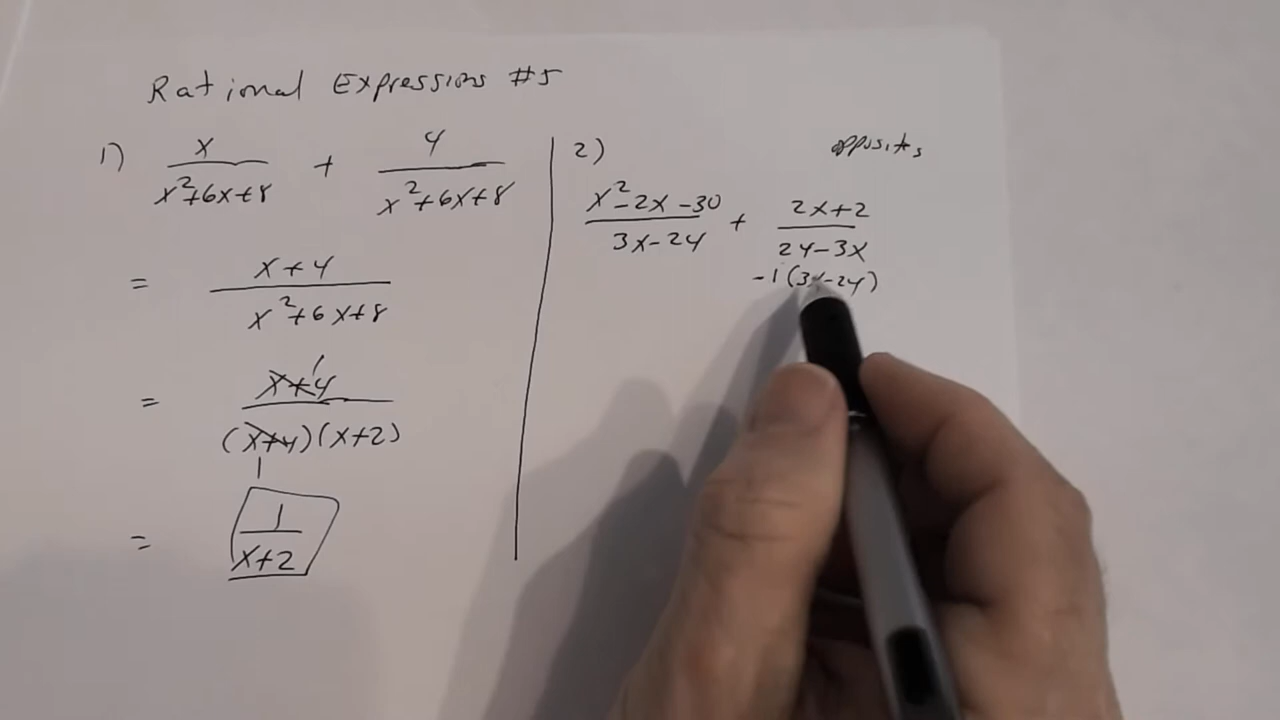 Rational Expressions #5
1) x/(x²+6x+8) + 4/(x²+6x+8)
= (x+4)/(x²+6x+8)
= x+4/((x+4)(x+2))
1
1
= 1/(x+2)
2) opposites
(x²-2x-30)/(3x-24) + (2x+2)/(24-3x)
-1(3x-24)